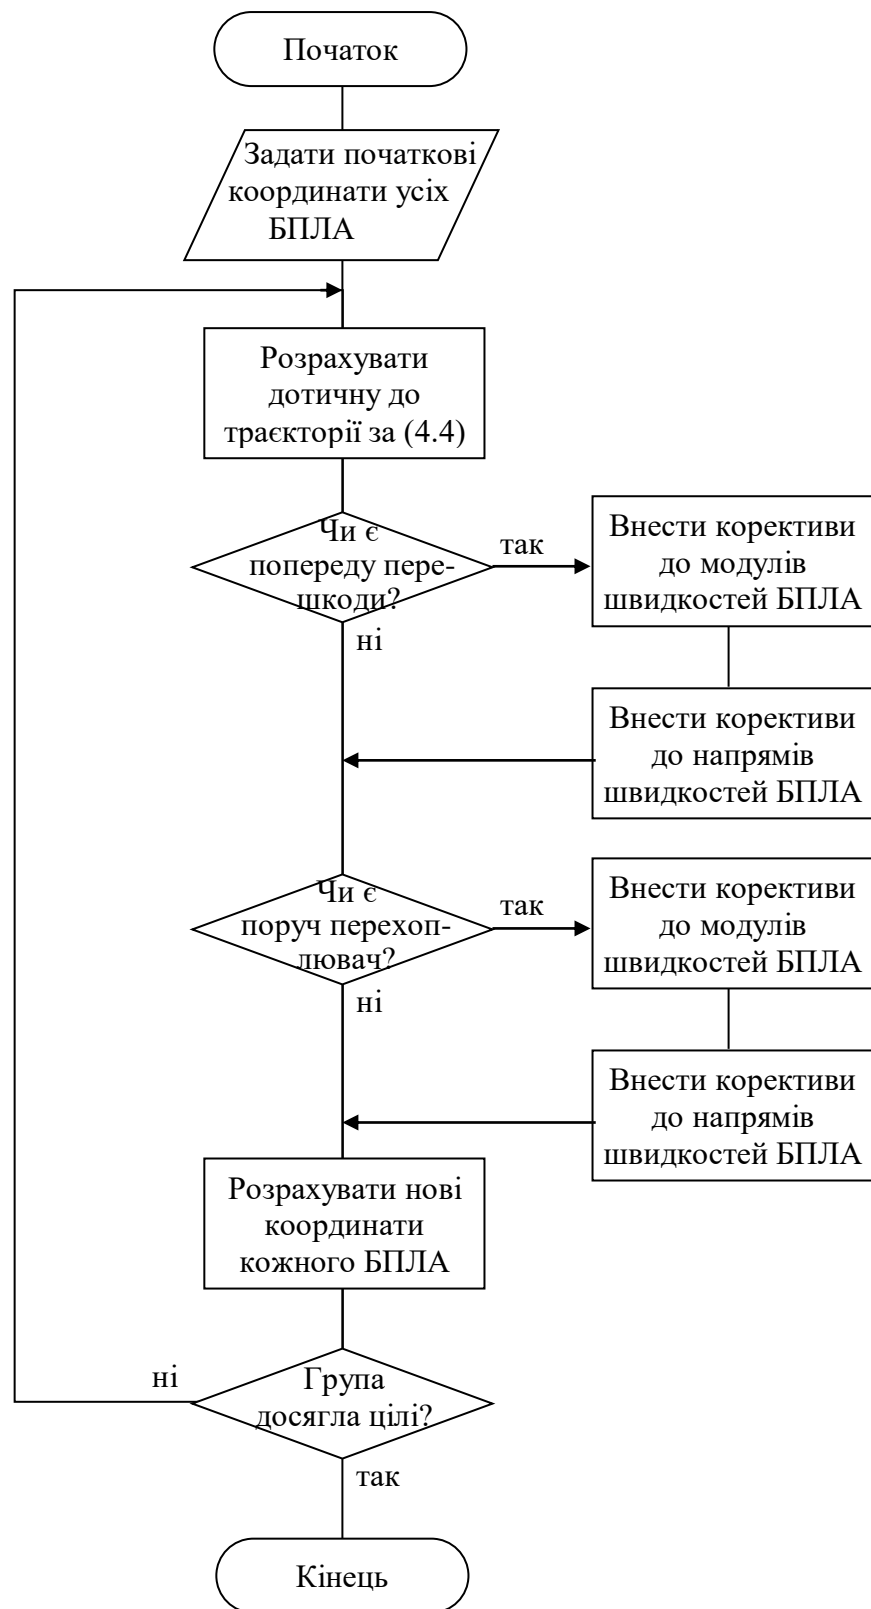 Початок
Задати початкові
координати усіх
БПЛА
Розрахувати
дотичну до
траєкторії за (4.4)
Чи є
попереду пере-
шкоди?
так
ні
Внести корективи
до модулів
швидкостей БПЛА
Внести корективи
до напрямів
швидкостей БПЛА
Чи є
поруч перехоп-
лювач?
так
ні
Внести корективи
до модулів
швидкостей БПЛА
Внести корективи
до напрямів
швидкостей БПЛА
Розрахувати нові
координати
кожного БПЛА
Група
досягла цілі?
ні
так
Кінець